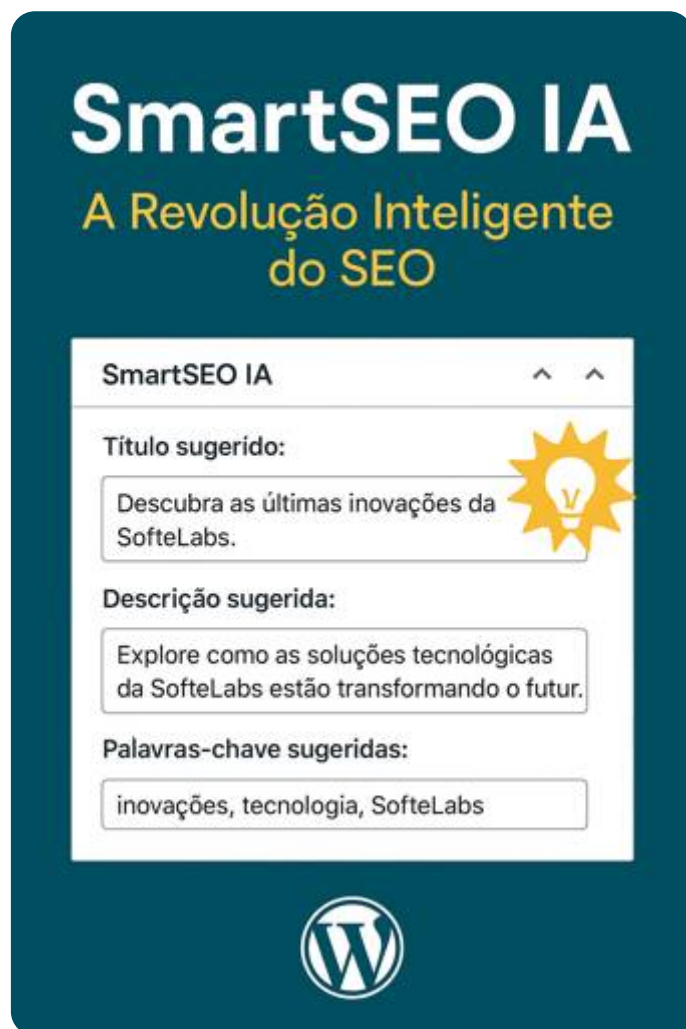 SmartSEO IA
A Revolução Inteligente
do SEO
SmartSEO IA
Título sugerido:
Descubra as últimas inovações da
SofteLabs.
Descrição sugerida:
Explore como as soluções tecnológicas
da SofteLabs estão transformando o futur.
Palavras-chave sugeridas:
inovações, tecnologia, SofteLabs